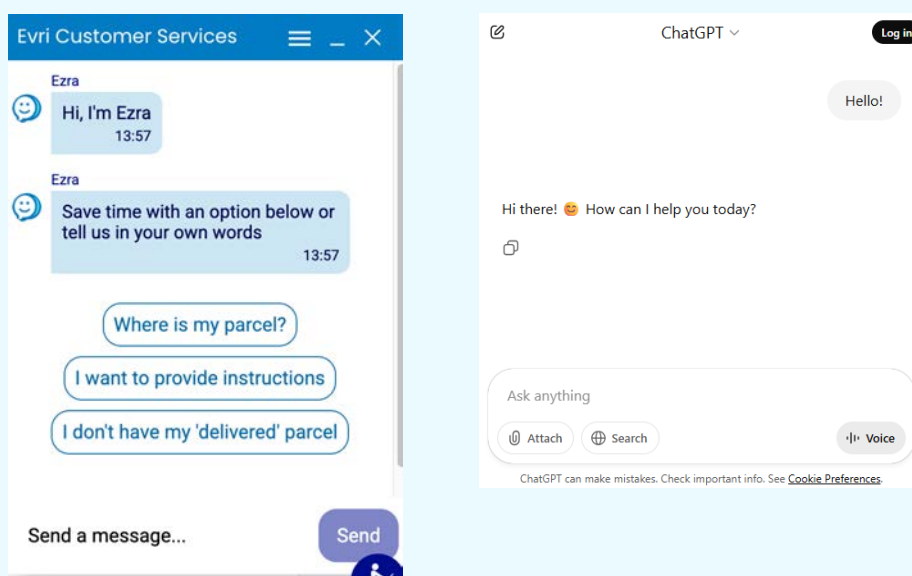 Evri Customer Services
Ezra
Hi, I'm Ezra
13:57
Ezra
Save time with an option below or
tell us in your own words
13:57
Where is my parcel?
I want to provide instructions
I don't have my 'delivered' parcel
Send a message...
Send
ChatGPT
Log in
Hello!
Hi there! 😊 How can I help you today?
Ask anything
Attach
Search
Voice
ChatGPT can make mistakes. Check important info. See Cookie Preferences.